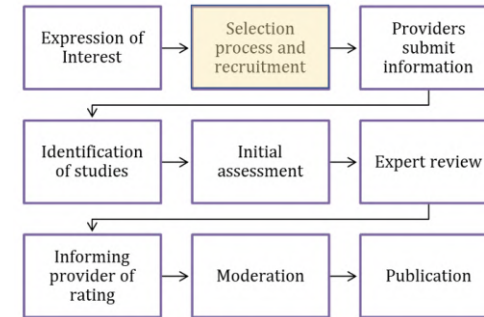 Expression of
Interest
Selection
process and
recruitment
Providers
submit
information
Identification
of studies
Initial
assessment
Expert review
Informing
provider of
rating
Moderation
Publication